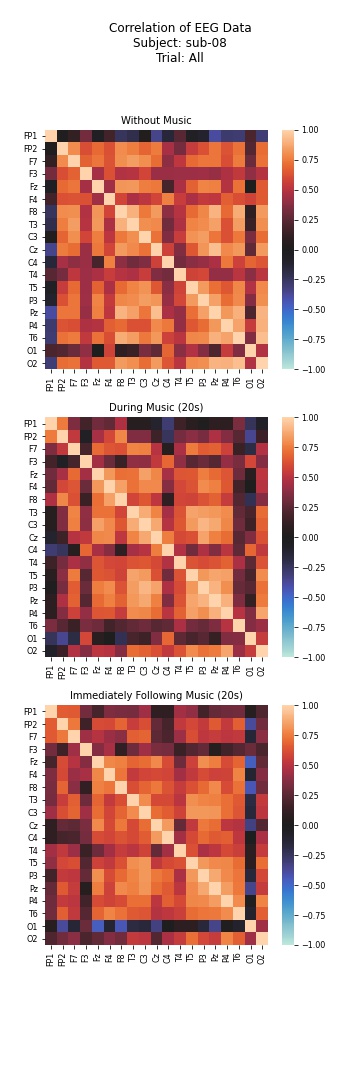 Correlation of EEG Data
Subject: sub-08
Trial: All
Without Music
FP1
FP2
F7
F3
Fz
F4
F8
T3
C3
Cz
C4
T4
T5
P3
Pz
P4
T6
O1
O2
FP1 FP2 F7 F3 Fz F4 F8 T3 C3 Cz C4 T4 T5 P3 Pz P4 T6 O1 O2
1.00
0.75
0.50
0.25
0.00
−0.25
−0.50
−0.75
−1.00
During Music (20s)
FP1
FP2
F7
F3
Fz
F4
F8
T3
C3
Cz
C4
T4
T5
P3
Pz
P4
T6
O1
O2
FP1 FP2 F7 F3 Fz F4 F8 T3 C3 Cz C4 T4 T5 P3 Pz P4 T6 O1 O2
1.00
0.75
0.50
0.25
0.00
−0.25
−0.50
−0.75
−1.00
Immediately Following Music (20s)
FP1
FP2
F7
F3
Fz
F4
F8
T3
C3
Cz
C4
T4
T5
P3
Pz
P4
T6
O1
O2
FP1 FP2 F7 F3 Fz F4 F8 T3 C3 Cz C4 T4 T5 P3 Pz P4 T6 O1 O2
1.00
0.75
0.50
0.25
0.00
−0.25
−0.50
−0.75
−1.00